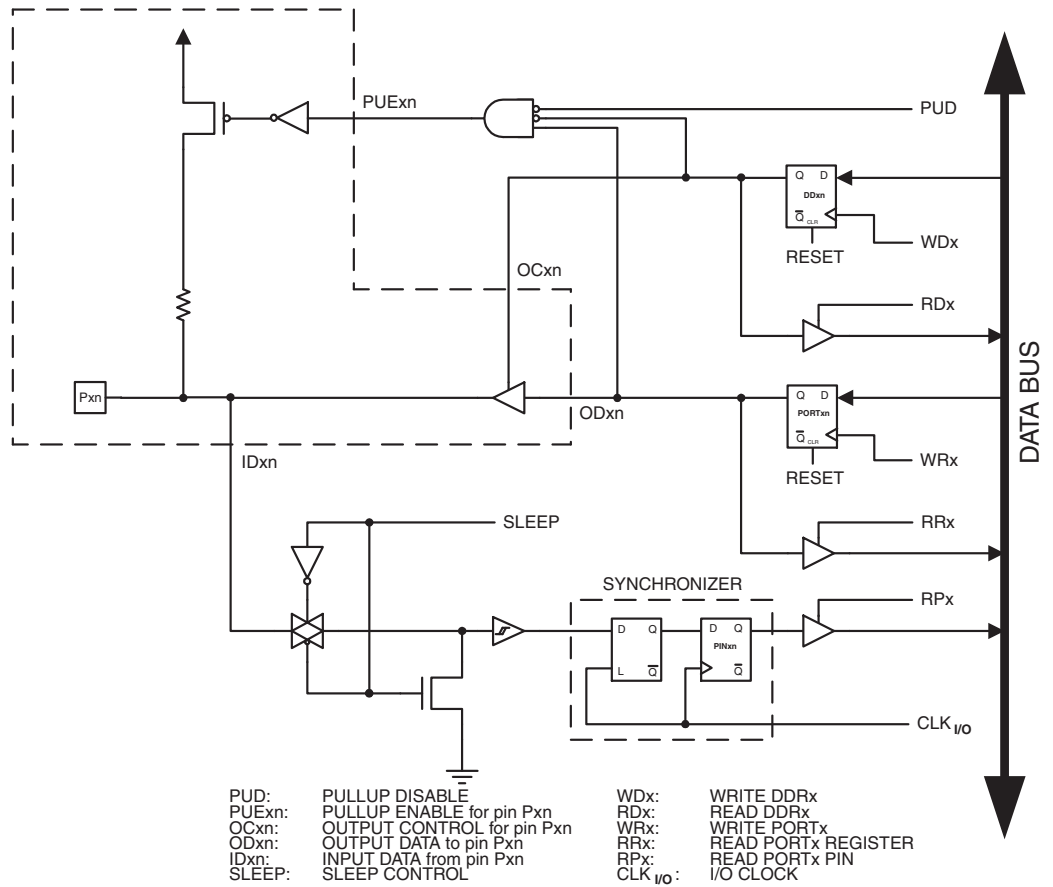 PUExn
PUD
Q D
DDxn
Q CLR
WDx
RESET
OCxn
RDx
Pxn
Q D
ODxn
PORTxn
Q CLR
IDxn
WRx
RESET
SLEEP
RRx
SYNCHRONIZER
RPx
D Q
D Q
PINxn
L Q
Q
CLK I/O
DATA BUS
PUD: PULLUP DISABLE
PUExn: PULLUP ENABLE for pin Pxn
OCxn: OUTPUT CONTROL for pin Pxn
ODxn: OUTPUT DATA to pin Pxn
IDxn: INPUT DATA from pin Pxn
SLEEP: SLEEP CONTROL
WDx: WRITE DDRx
RDx: READ DDRx
WRx: WRITE PORTx
RRx: READ PORTx REGISTER
RPx: READ PORTx PIN
CLK I/O: I/O CLOCK